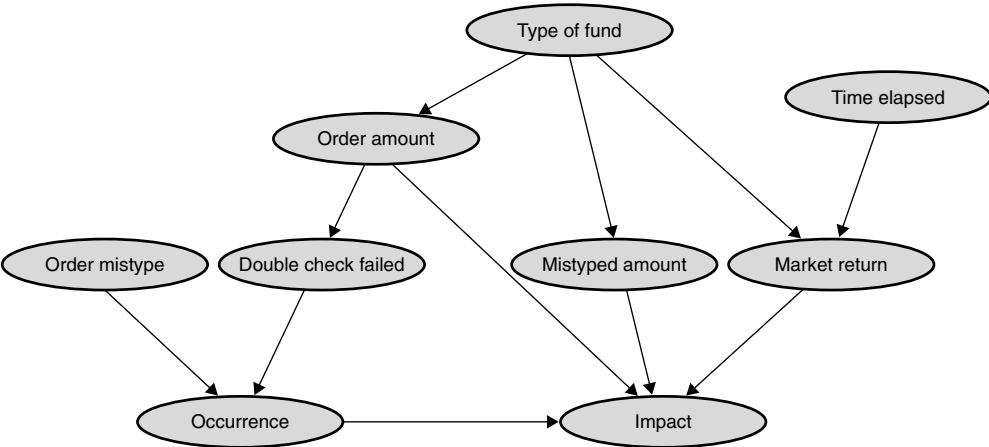 Type of fund
Time elapsed
Order amount
Order mistype
Double check failed
Mistyped amount
Market return
Occurrence
Impact